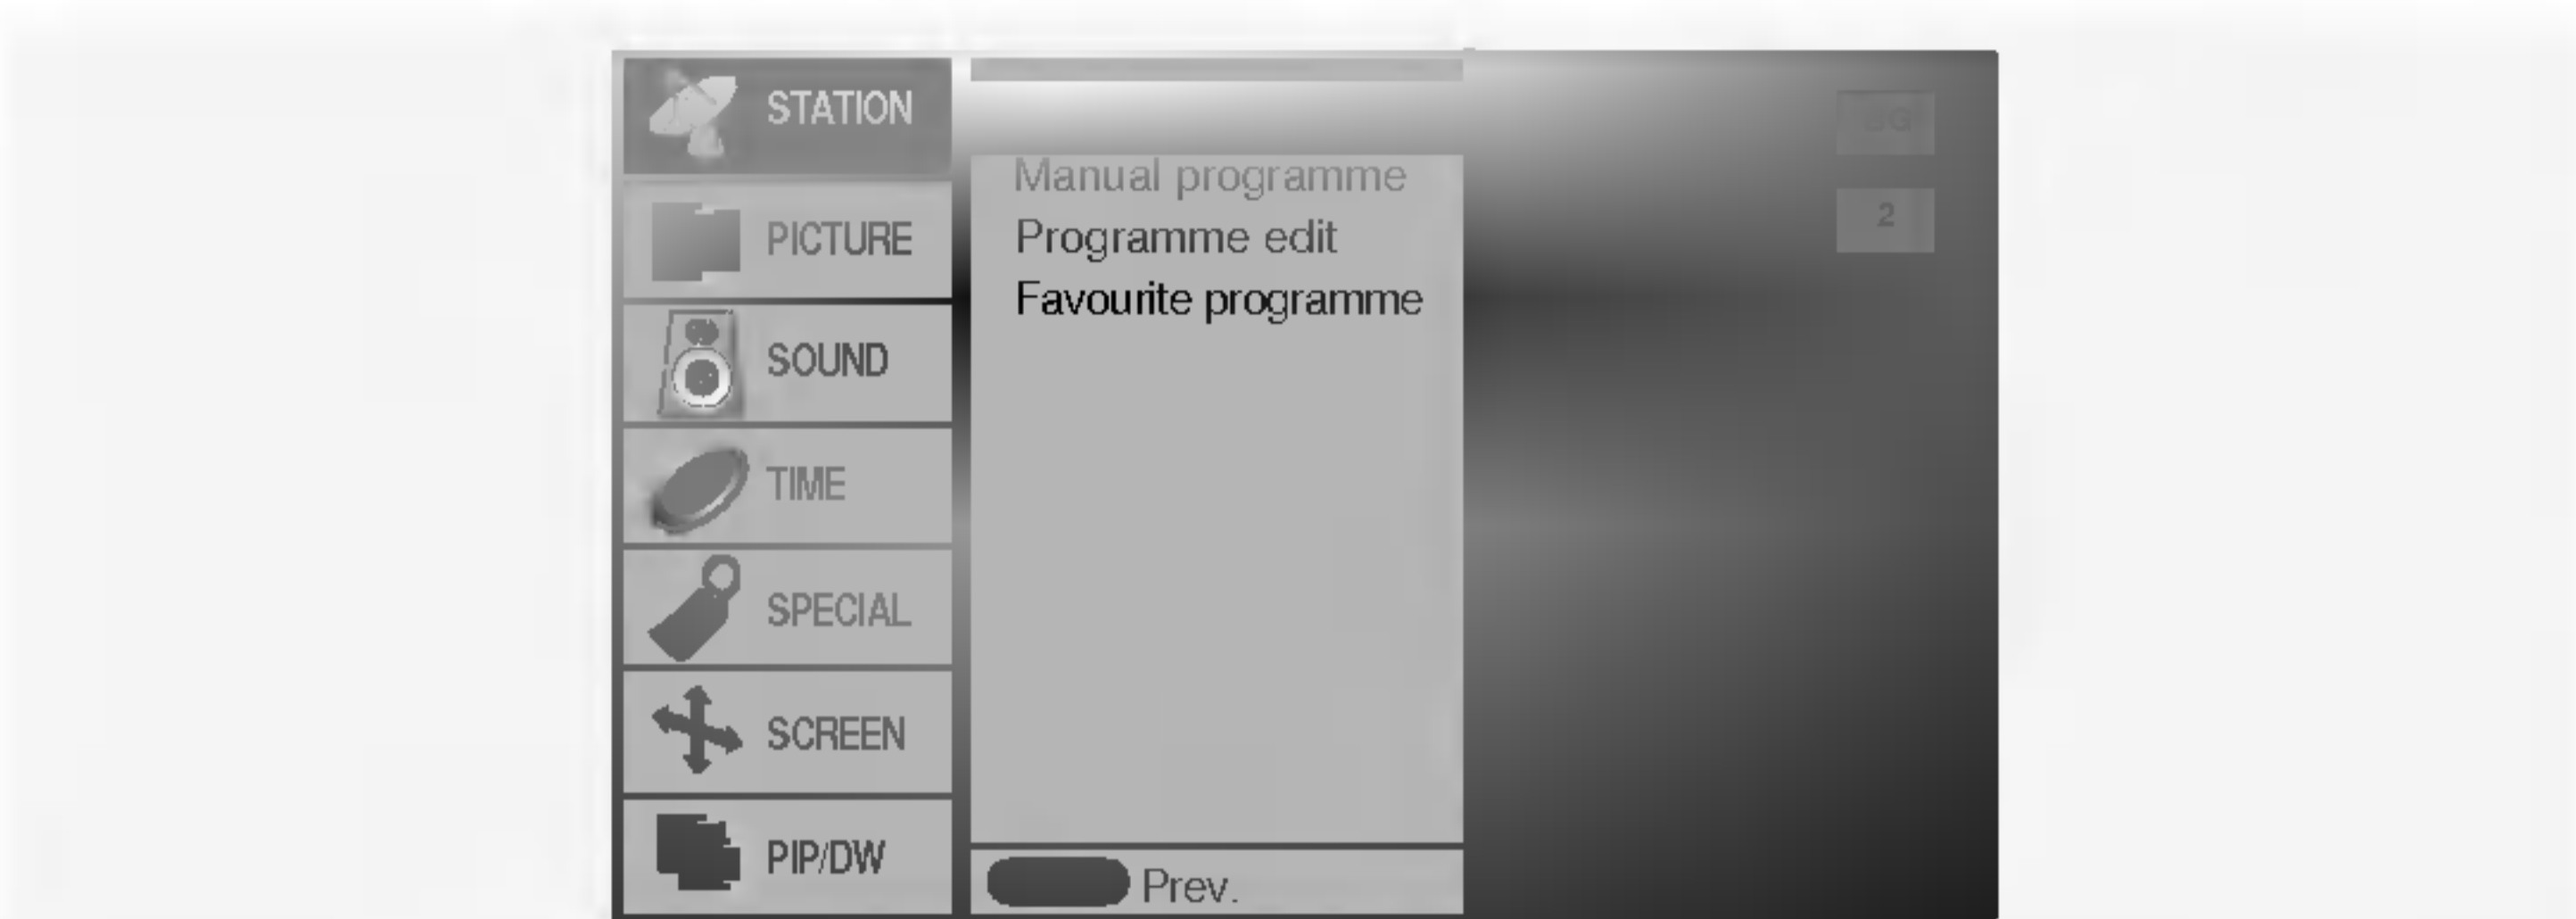 STATION
PICTURE
SOUND
TIME
SPECIAL
SCREEN
PIP/DW
Manual programme
Programme edit
Favourite programme
Prev.
2